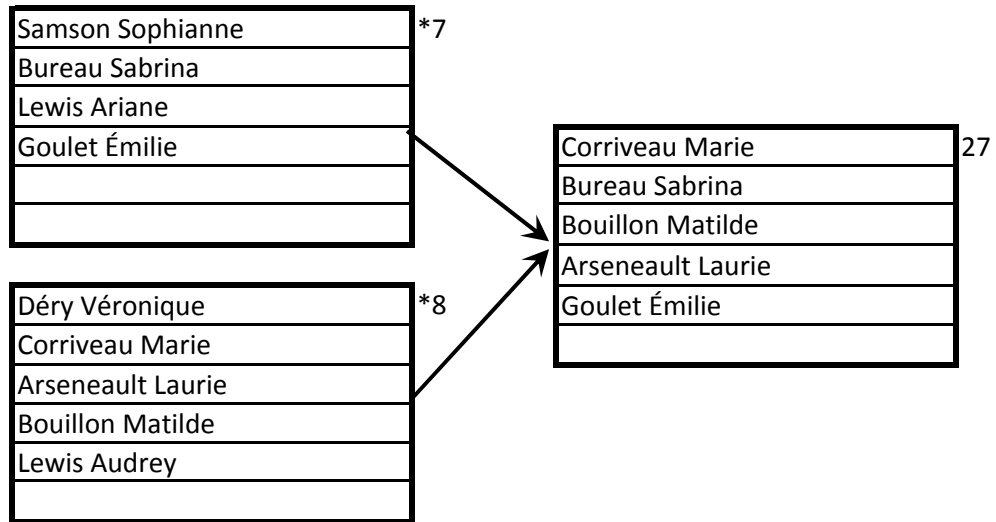 Samson Sophianne *7
Bureau Sabrina
Lewis Ariane
Goulet Émilie
Déry Véronique *8
Corriveau Marie
Arseneault Laurie
Bouillon Matilde
Lewis Audrey
Corriveau Marie 27
Bureau Sabrina
Bouillon Matilde
Arseneault Laurie
Goulet Émilie